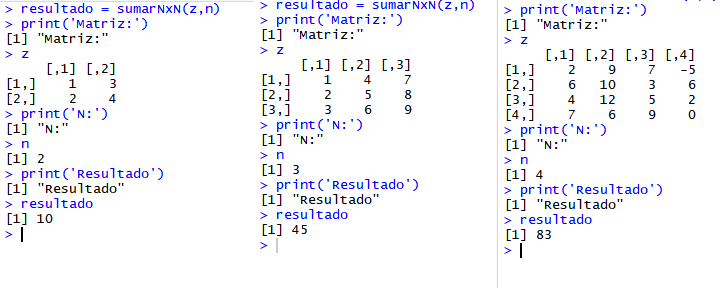 > resultado = sumarNxN(z,n)
> print('Matriz:')
[1] "Matriz:"
> z
     [,1] [,2]
[1,]    1    3
[2,]    2    4
> print('N:')
[1] "N:"
> n
[1] 2
> print('Resultado')
[1] "Resultado"
> resultado
[1] 10
>
> resultado = sumarNxN(z,n)
> print('Matriz:')
[1] "Matriz:"
> z
     [,1] [,2] [,3]
[1,]    1    4    7
[2,]    2    5    8
[3,]    3    6    9
> print('N:')
[1] "N:"
> n
[1] 3
> print('Resultado')
[1] "Resultado"
> resultado
[1] 45
>
> print('Matriz:')
[1] "Matriz:"
> z
     [,1] [,2] [,3] [,4]
[1,]    2    9    7   -5
[2,]    6   10    3    6
[3,]    4   12    5    2
[4,]    7    6    9    0
> print('N:')
[1] "N:"
> n
[1] 4
> print('Resultado')
[1] "Resultado"
> resultado
[1] 83
>